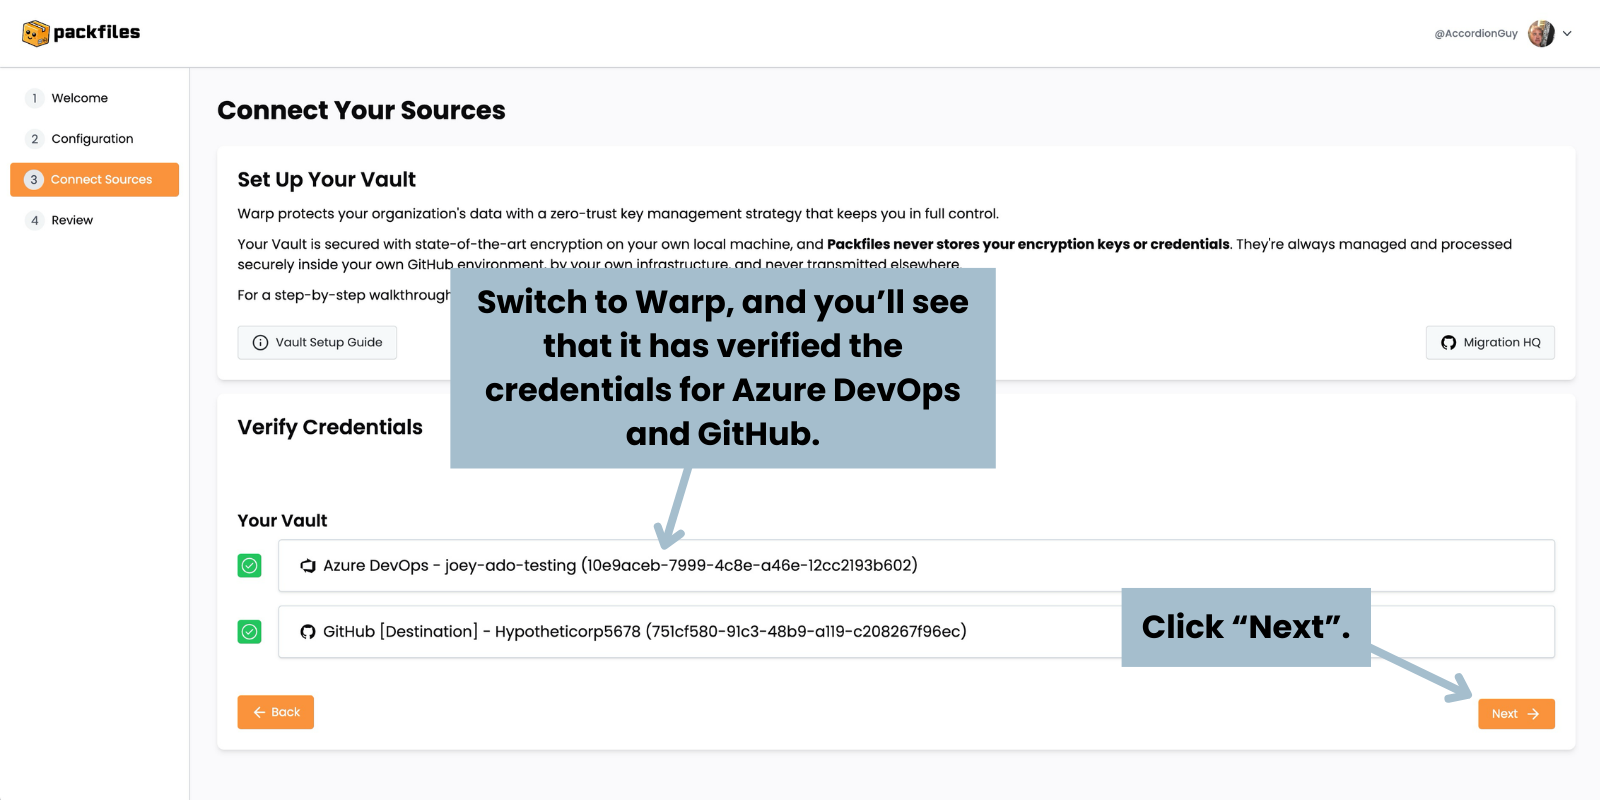 packfiles
@AccordionGuy
1 Welcome
2 Configuration
3 Connect Sources
4 Review
Connect Your Sources
Set Up Your Vault
Warp protects your organization's data with a zero-trust key management strategy that keeps you in full control.
Your Vault is secured with state-of-the-art encryption on your own local machine, and Packfiles never stores your encryption keys or credentials. They're always managed and processed
securely inside your own GitHub environment, by your own infrastructure, and never transmitted elsewhere.
For a step-by-step walkthrough
Vault Setup Guide
Migration HQ
Switch to Warp, and you’ll see
that it has verified the
credentials for Azure DevOps
and GitHub.
Verify Credentials
Your Vault
Azure DevOps - joey-ado-testing (10e9aceb-7999-4c8e-a46e-12cc2193b602)
GitHub [Destination] - Hypotheticorp5678 (751cf580-91c3-48b9-a119-c208267f96ec)
Click “Next”.
Back
Next